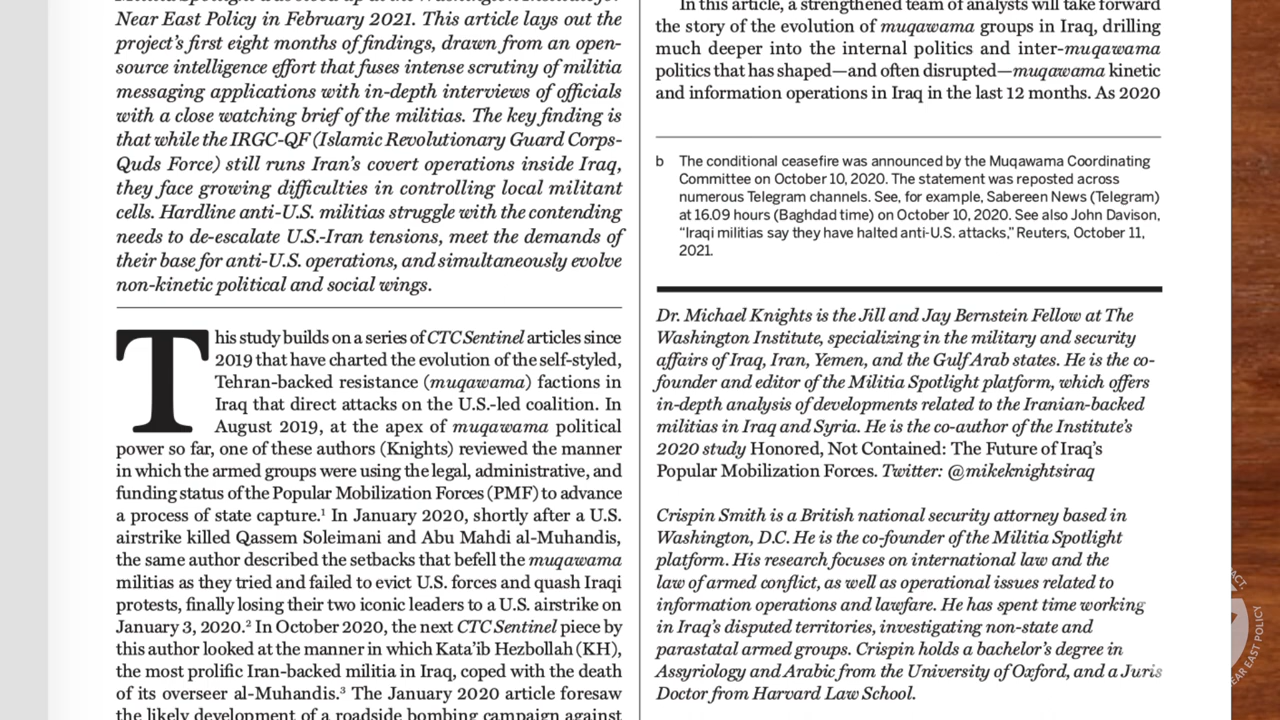 Near East Policy in February 2021. This article lays out the
project's first eight months of findings, drawn from an open-
source intelligence effort that fuses intense scrutiny of militia
messaging applications with in-depth interviews of officials
with a close watching brief of the militias. The key finding is
that while the IRGC-QF (Islamic Revolutionary Guard Corps-
Quds Force) still runs Iran's covert operations inside Iraq,
they face growing difficulties in controlling local militant
cells. Hardline anti-U.S. militias struggle with the contending
needs to de-escalate U.S.-Iran tensions, meet the demands of
their base for anti-U.S. operations, and simultaneously evolve
non-kinetic political and social wings.
This study builds on a series of CTC Sentinel articles since
2019 that have charted the evolution of the self-styled,
Tehran-backed resistance (muqawama) factions in
Iraq that direct attacks on the U.S.-led coalition. In
August 2019, at the apex of muqawama political
power so far, one of these authors (Knights) reviewed the manner
in which the armed groups were using the legal, administrative, and
funding status of the Popular Mobilization Forces (PMF) to advance
a process of state capture.¹ In January 2020, shortly after a U.S.
airstrike killed Qassem Soleimani and Abu Mahdi al-Muhandis,
the same author described the setbacks that befell the muqawama
militias as they tried and failed to evict U.S. forces and quash Iraqi
protests, finally losing their two iconic leaders to a U.S. airstrike on
January 3, 2020.² In October 2020, the next CTC Sentinel piece by
this author looked at the manner in which Kata'ib Hezbollah (KH),
the most prolific Iran-backed militia in Iraq, coped with the death
of its overseer al-Muhandis.³ The January 2020 article foresaw
the likely development of a roadside bombing campaign against
In this article, a strengthened team of analysts will take forward
the story of the evolution of muqawama groups in Iraq, drilling
much deeper into the internal politics and inter-muqawama
politics that has shaped—and often disrupted—muqawama kinetic
and information operations in Iraq in the last 12 months. As 2020
b The conditional ceasefire was announced by the Muqawama Coordinating
Committee on October 10, 2020. The statement was reposted across
numerous Telegram channels. See, for example, Sabereen News (Telegram)
at 16.09 hours (Baghdad time) on October 10, 2020. See also John Davison,
"Iraqi militias say they have halted anti-U.S. attacks," Reuters, October 11,
2021.
Dr. Michael Knights is the Jill and Jay Bernstein Fellow at The
Washington Institute, specializing in the military and security
affairs of Iraq, Iran, Yemen, and the Gulf Arab states. He is the co-
founder and editor of the Militia Spotlight platform, which offers
in-depth analysis of developments related to the Iranian-backed
militias in Iraq and Syria. He is the co-author of the Institute's
2020 study Honored, Not Contained: The Future of Iraq's
Popular Mobilization Forces. Twitter: @mikeknightsiraq
Crispin Smith is a British national security attorney based in
Washington, D.C. He is the co-founder of the Militia Spotlight
platform. His research focuses on international law and the
law of armed conflict, as well as operational issues related to
information operations and lawfare. He has spent time working
in Iraq's disputed territories, investigating non-state and
parastatal armed groups. Crispin holds a bachelor's degree in
Assyriology and Arabic from the University of Oxford, and a Juris
Doctor from Harvard Law School.
EAR EAST POLICY